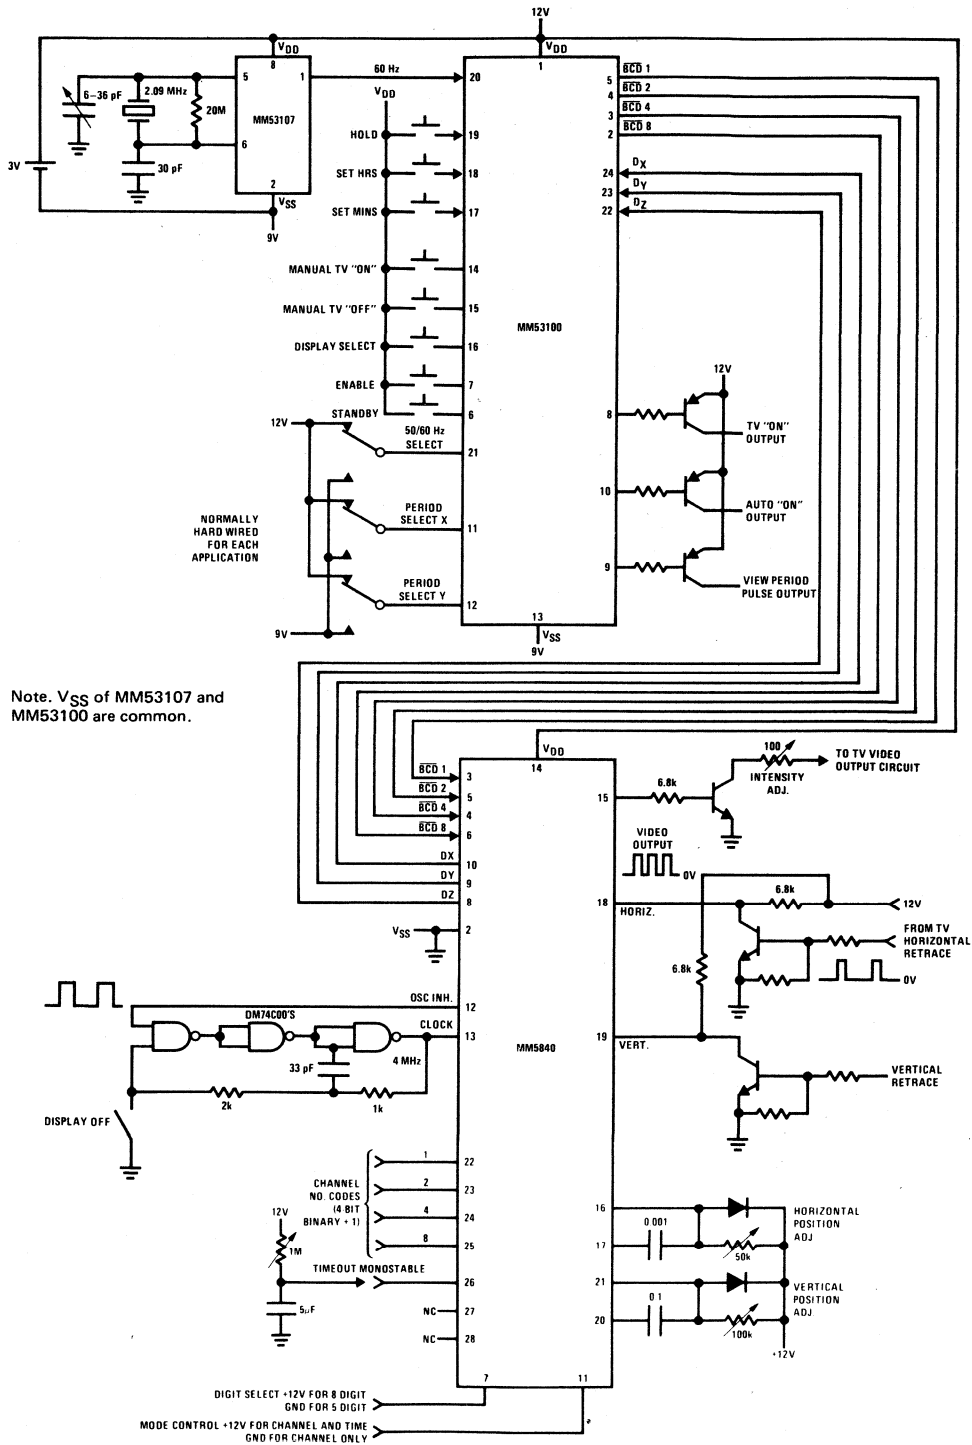 12V
VDD
8
VDD
1
5
1
60 Hz
20
5
BCD 1
4
BCD 2
3
BCD 4
2
BCD 8
6–36 pF
2.09 MHz
20M
MM53107
VDD
6
HOLD
19
3V
30 pF
2
VSS
9V
SET HRS
18
24
DX
23
DY
22
DZ
SET MINS
17
MANUAL TV "ON"
14
MANUAL TV "OFF"
15
MM53100
DISPLAY SELECT
16
12V
ENABLE
7
STANDBY
6
8
TV "ON"
OUTPUT
12V
50/60 Hz
SELECT
21
10
AUTO "ON"
OUTPUT
NORMALLY
HARD WIRED
FOR EACH
APPLICATION
PERIOD
SELECT X
11
9
VIEW PERIOD
PULSE OUTPUT
PERIOD
SELECT Y
12
9V
13
VSS
9V
Note. VSS of MM53107 and
MM53100 are common.
VDD
14
BCD 1
3
BCD 2
5
BCD 4
4
BCD 8
6
DX
10
DY
9
DZ
8
VSS
2
100
INTENSITY
ADJ.
TO TV VIDEO
OUTPUT CIRCUIT
15
6.8k
VIDEO
OUTPUT
0V
18
HORIZ.
6.8k
12V
FROM TV
HORIZONTAL
RETRACE
0V
6.8k
OSC INH.
12
DM74C00'S
CLOCK
13
4 MHz
33 pF
2k
1k
DISPLAY OFF
MM5840
19
VERT.
VERTICAL
RETRACE
CHANNEL
NO. CODES
(4 BIT
BINARY + 1)
1
22
2
23
4
24
8
25
12V
1M
TIMEOUT MONOSTABLE
26
5µF
NC
27
NC
28
16
0 001
17
50k
HORIZONTAL
POSITION
ADJ
21
0 1
20
100k
VERTICAL
POSITION
ADJ.
+12V
7
11
DIGIT SELECT +12V FOR 8 DIGIT
GND FOR 5 DIGIT
MODE CONTROL +12V FOR CHANNEL AND TIME
GND FOR CHANNEL ONLY